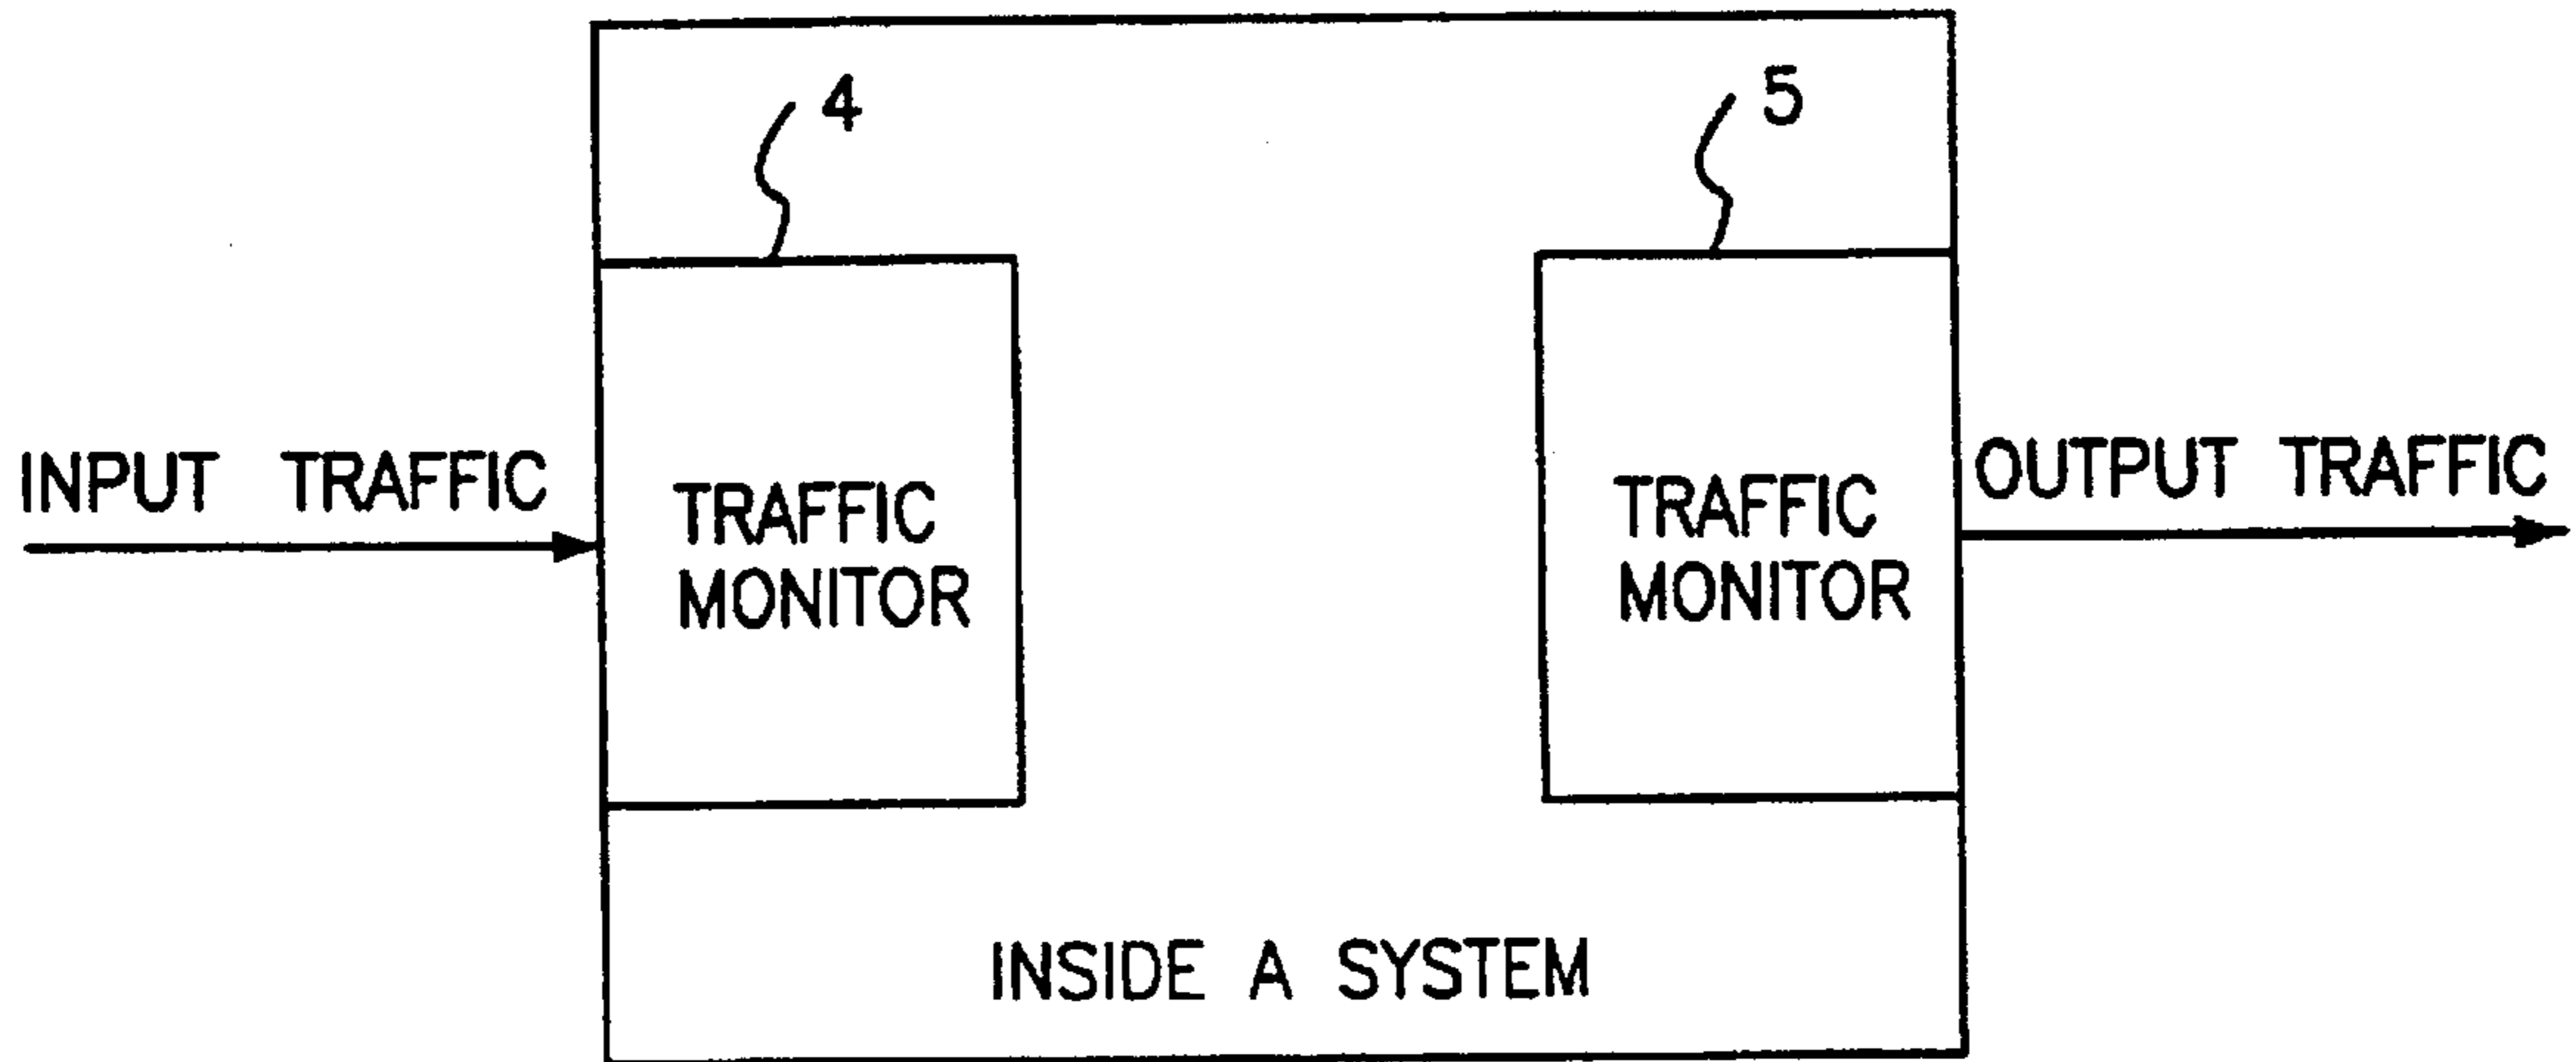 4
5
INPUT TRAFFIC
TRAFFIC
MONITOR
TRAFFIC
MONITOR
OUTPUT TRAFFIC
INSIDE A SYSTEM